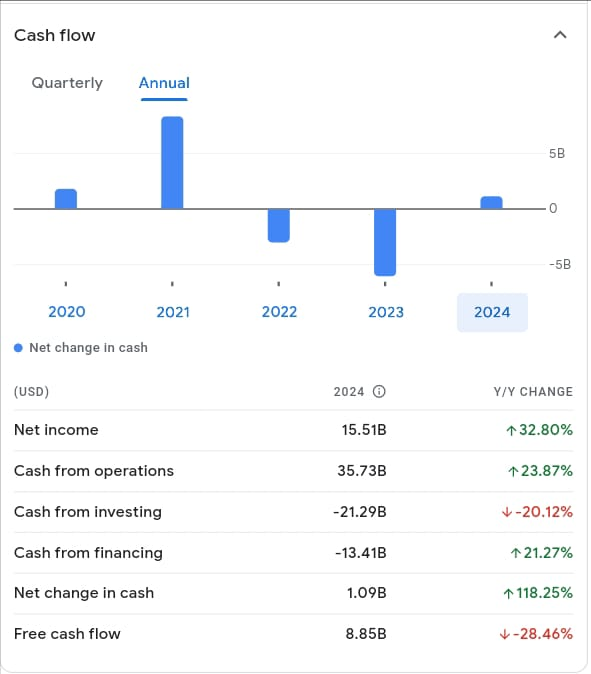 Cash flow
Quarterly Annual
5B
0
-5B
2020 2021 2022 2023 2024
Net change in cash
(USD) 2024 Y/Y CHANGE
Net income 15.51B ↑32.80%
Cash from operations 35.73B ↑23.87%
Cash from investing -21.29B ↓-20.12%
Cash from financing -13.41B ↑21.27%
Net change in cash 1.09B ↑118.25%
Free cash flow 8.85B ↓-28.46%